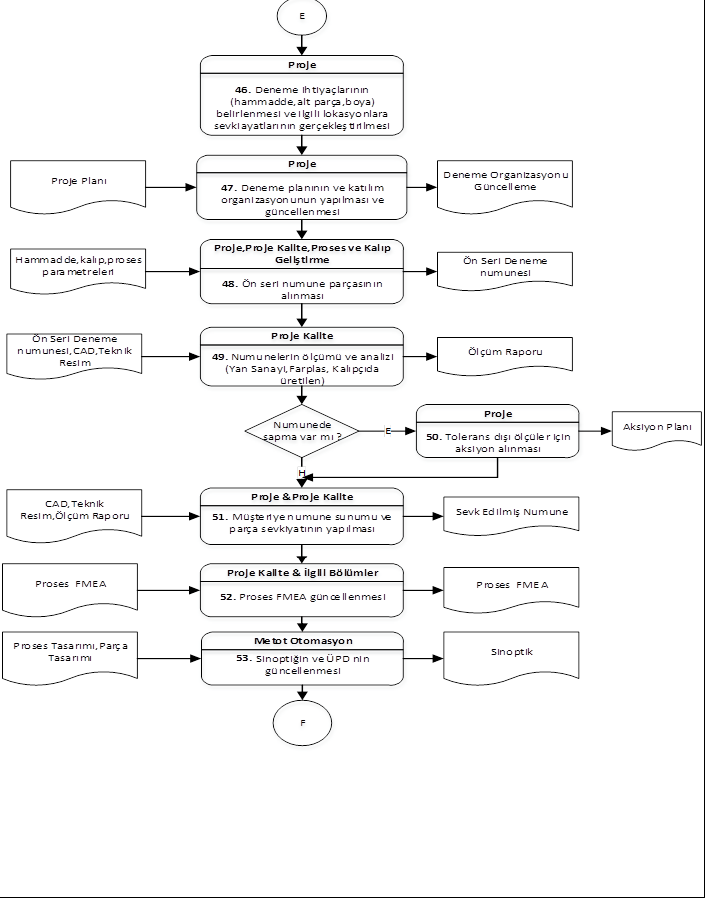 E
Proje
46. Deneme ihtiyaçlarının
(hammadde,alt parça,boya)
belirlenmesi ve ilgili lokasyonlara
sevkiayatlarının gerçekleştirilmesi
Proje Planı
Proje
47. Deneme planının ve katılım
organizasyonunun yapılması ve
güncellenmesi
Deneme Organizasyonu
Güncelleme
Hammadde,kalıp,proses
parametreleri
Proje,Proje Kalite,Proses ve Kalıp
Geliştirme
48. Ön seri numune parçasının
alınması
Ön Seri Deneme
numunesi
Ön Seri Deneme
numunesi,CAD,Teknik
Resim
Proje Kalite
49. Numunelerin ölçümü ve analizi
(Yan Sanayi,Farplas, Kalıpçıda
üretilen)
Ölçüm Raporu
Numunede
sapma var mı ?
E
Proje
50. Tolerans dışı ölçüler için
aksiyon alınması
Aksiyon Planı
H
CAD,Teknik
Resim,Ölçüm Raporu
Proje &Proje Kalite
51. Müşteriye numune sunumu ve
parça sevkiyatının yapılması
Sevk Edilmiş Numune
Proses FMEA
Proje Kalite & İlgili Bölümler
52. Proses FMEA güncellenmesi
Proses FMEA
Proses Tasarımı,Parça
Tasarımı
Metot Otomasyon
53. Sinoptiğin ve ÜPD nin
güncellenmesi
Sinoptik
F